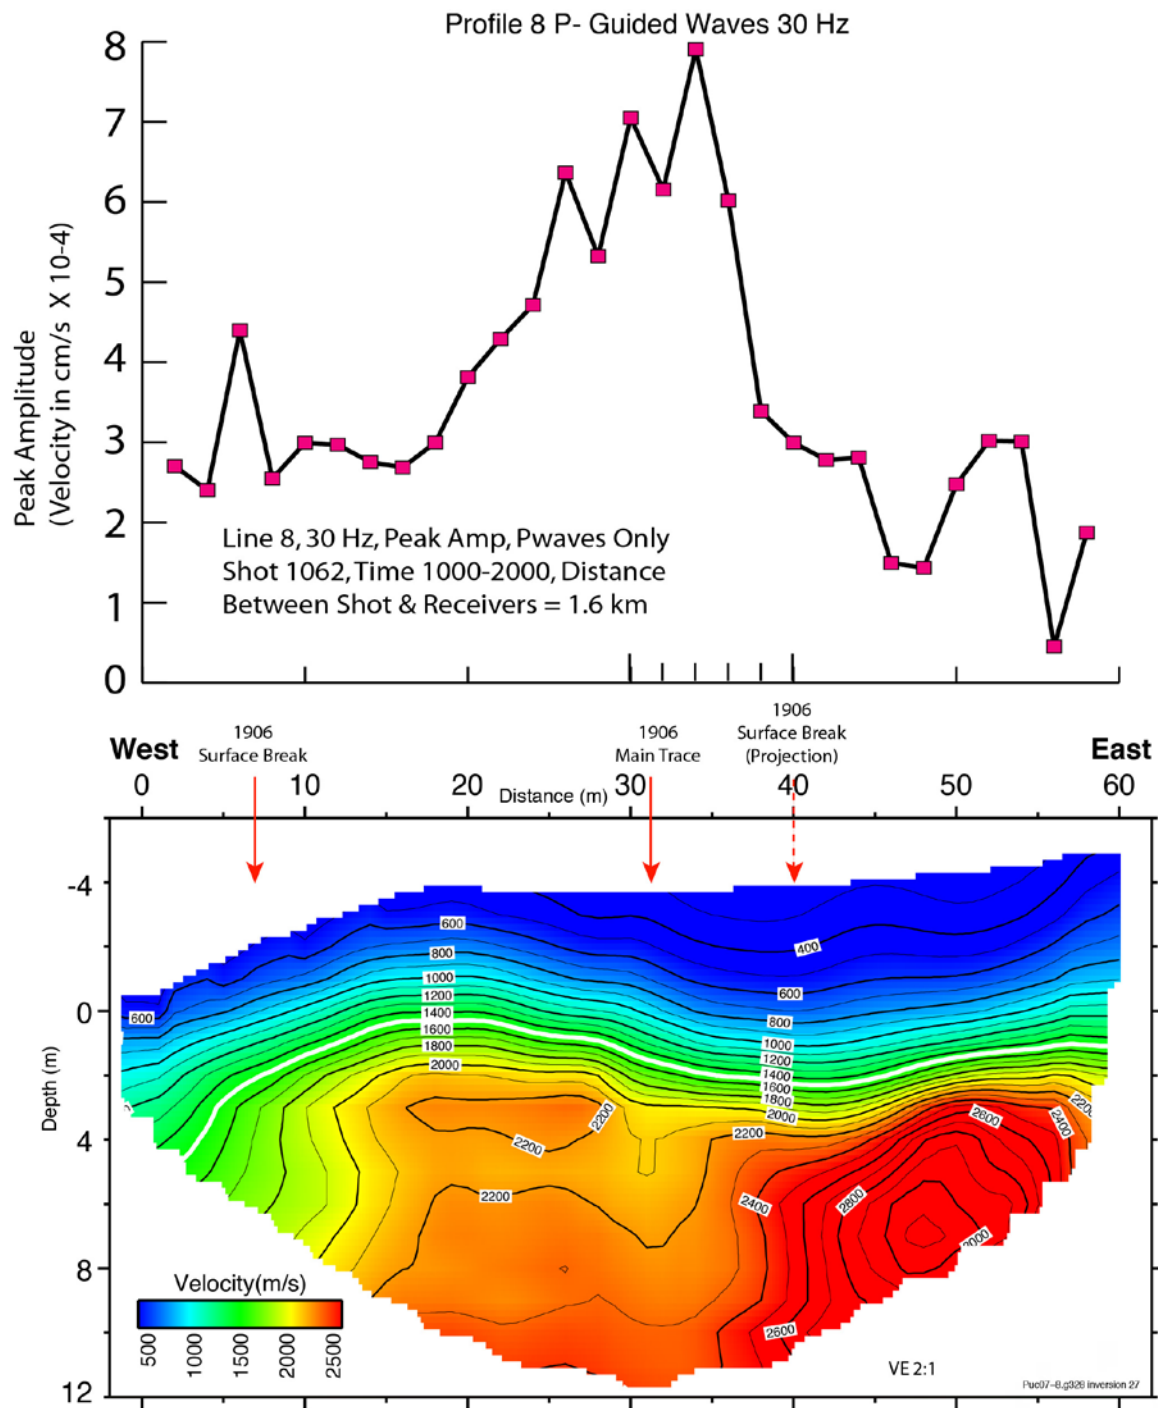 Profile 8 P- Guided Waves 30 Hz
8
7
6
5
4
3
2
1
0
Peak Amplitude
(Velocity in cm/s X 10-4)
Line 8, 30 Hz, Peak Amp, Pwaves Only
Shot 1062, Time 1000-2000, Distance
Between Shot & Receivers = 1.6 km
West
1906
Surface Break
1906
Main Trace
1906
Surface Break
(Projection)
East
0 10 20 30 40 50 60
Distance (m)
-4
0
4
8
12
Depth (m)
600
800
1000
1200
1400
1600
1800
2000
600
400
600
800
1000
1200
1400
1600
1800
2000
2200
2200
2200
2200
2200
2400
2600
2800
2600
2400
Velocity(m/s)
500 1000 1500 2000 2500
VE 2:1
Puc07-8.g328 inversion 27